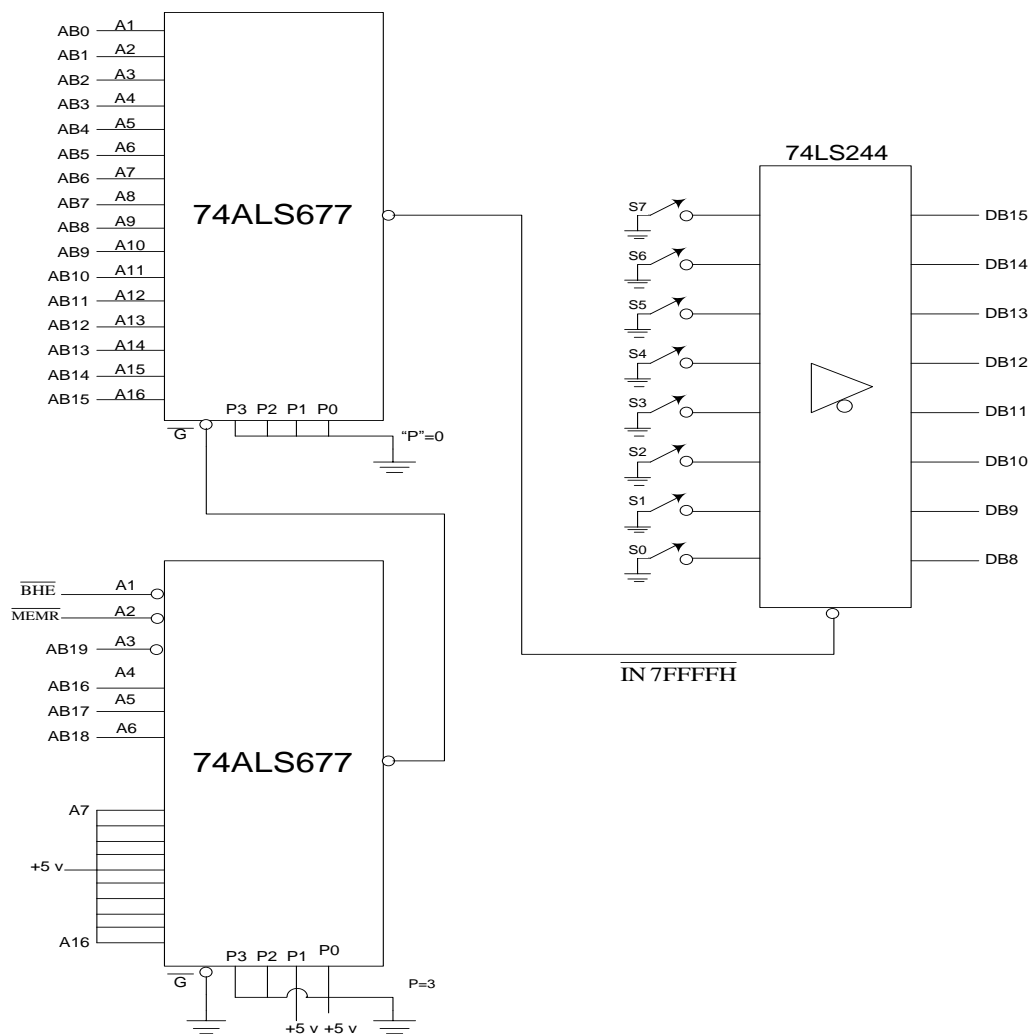 AB0 A1
AB1 A2
AB2 A3
AB3 A4
AB4 A5
AB5 A6
AB6 A7
AB7 A8
AB8 A9
AB9 A10
AB10 A11
AB11 A12
AB12 A13
AB13 A14
AB14 A15
AB15 A16
74ALS677
G
P3 P2 P1 P0
“P”=0
74LS244
S7 DB15
S6 DB14
S5 DB13
S4 DB12
S3 DB11
S2 DB10
S1 DB9
S0 DB8
IN 7FFFFH
BHE A1
MEMR A2
AB19 A3
AB16 A4
AB17 A5
AB18 A6
74ALS677
A7
+5 v
A16
G
P3 P2 P1 P0
P=3
+5 v +5 v